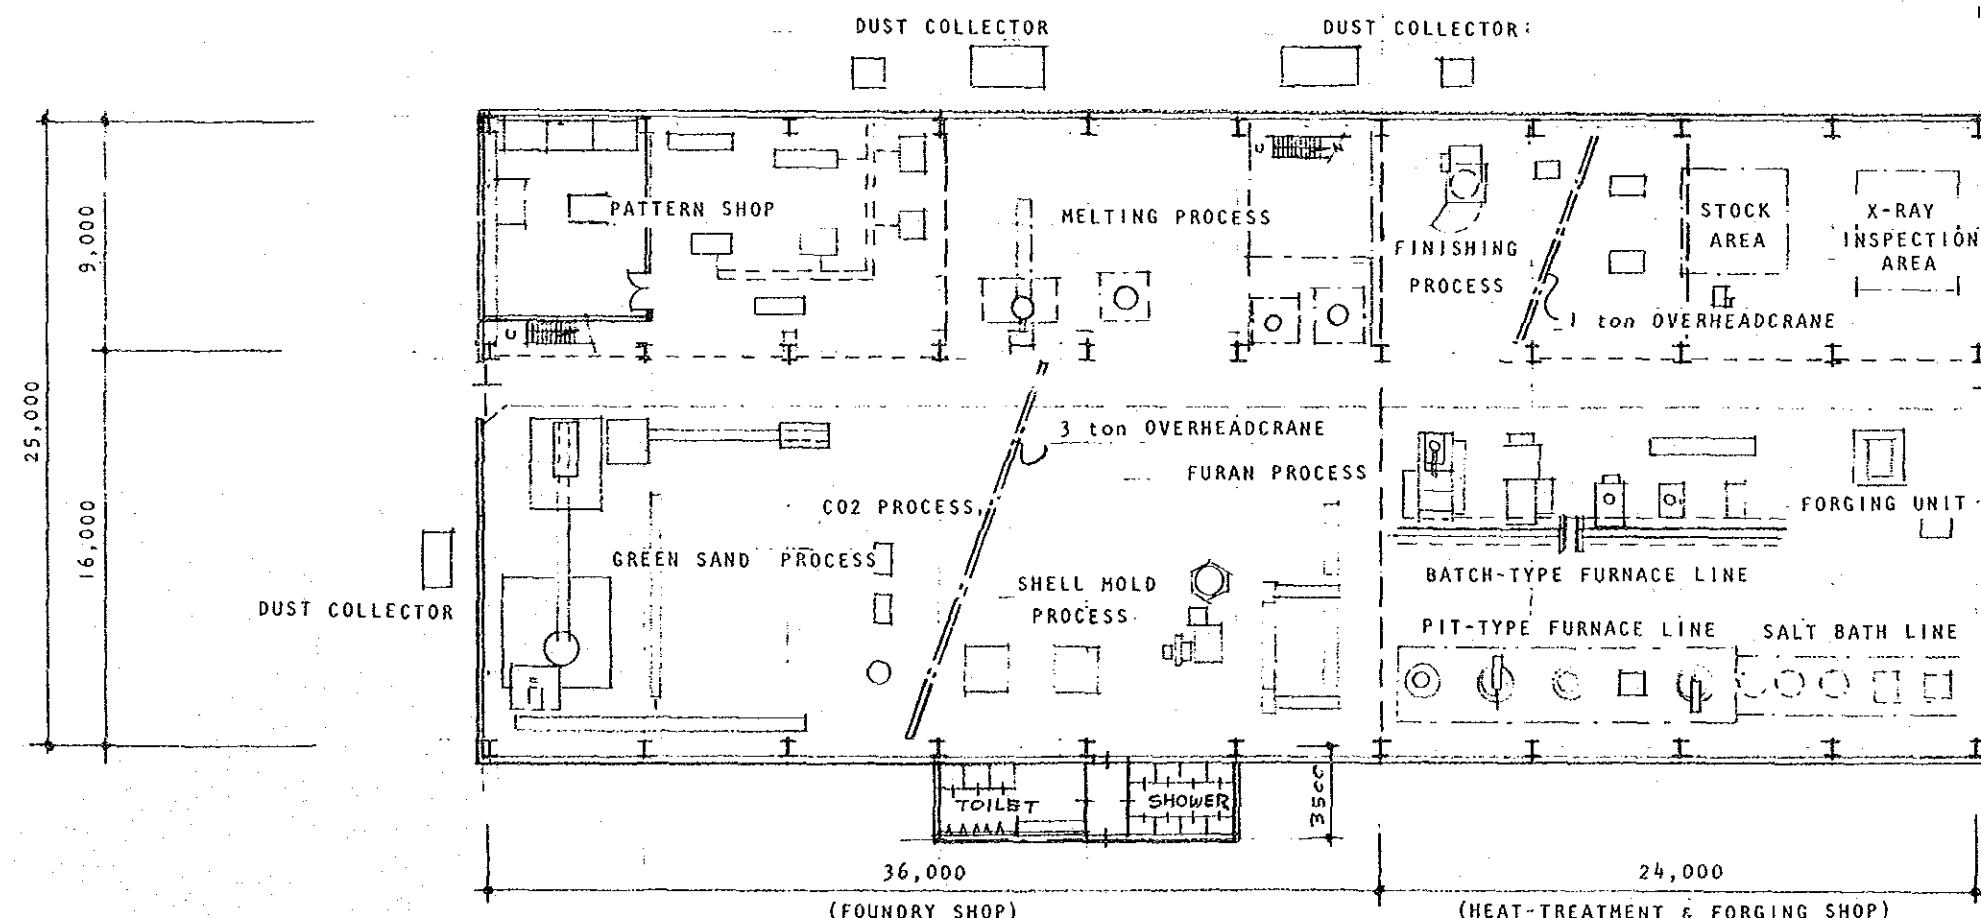 DUST COLLECTOR
DUST COLLECTOR
PATTERN SHOP
MELTING PROCESS
FINISHING
PROCESS
STOCK
AREA
X-RAY
INSPECTION
AREA
1 ton OVERHEADCRANE
9,000
25,000
16,000
3 ton OVERHEADCRANE
FURAN PROCESS
CO2 PROCESS
GREEN SAND PROCESS
SHELL MOLD
PROCESS
FORGING UNIT
BATCH-TYPE FURNACE LINE
PIT-TYPE FURNACE LINE
SALT BATH LINE
DUST COLLECTOR
TOILET
SHOWER
3500
36,000
24,000
(FOUNDRY SHOP)
(HEAT-TREATMENT & FORGING SHOP)